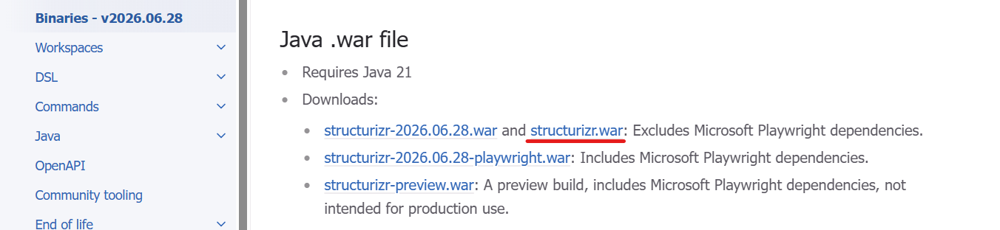 Binaries - v2026.06.28
Workspaces
DSL
Commands
Java
OpenAPI
Community tooling
End of life
Java .war file
Requires Java 21
Downloads:
structurizr-2026.06.28.war and structurizr.war: Excludes Microsoft Playwright dependencies.
structurizr-2026.06.28-playwright.war: Includes Microsoft Playwright dependencies.
structurizr-preview.war: A preview build, includes Microsoft Playwright dependencies, not
intended for production use.